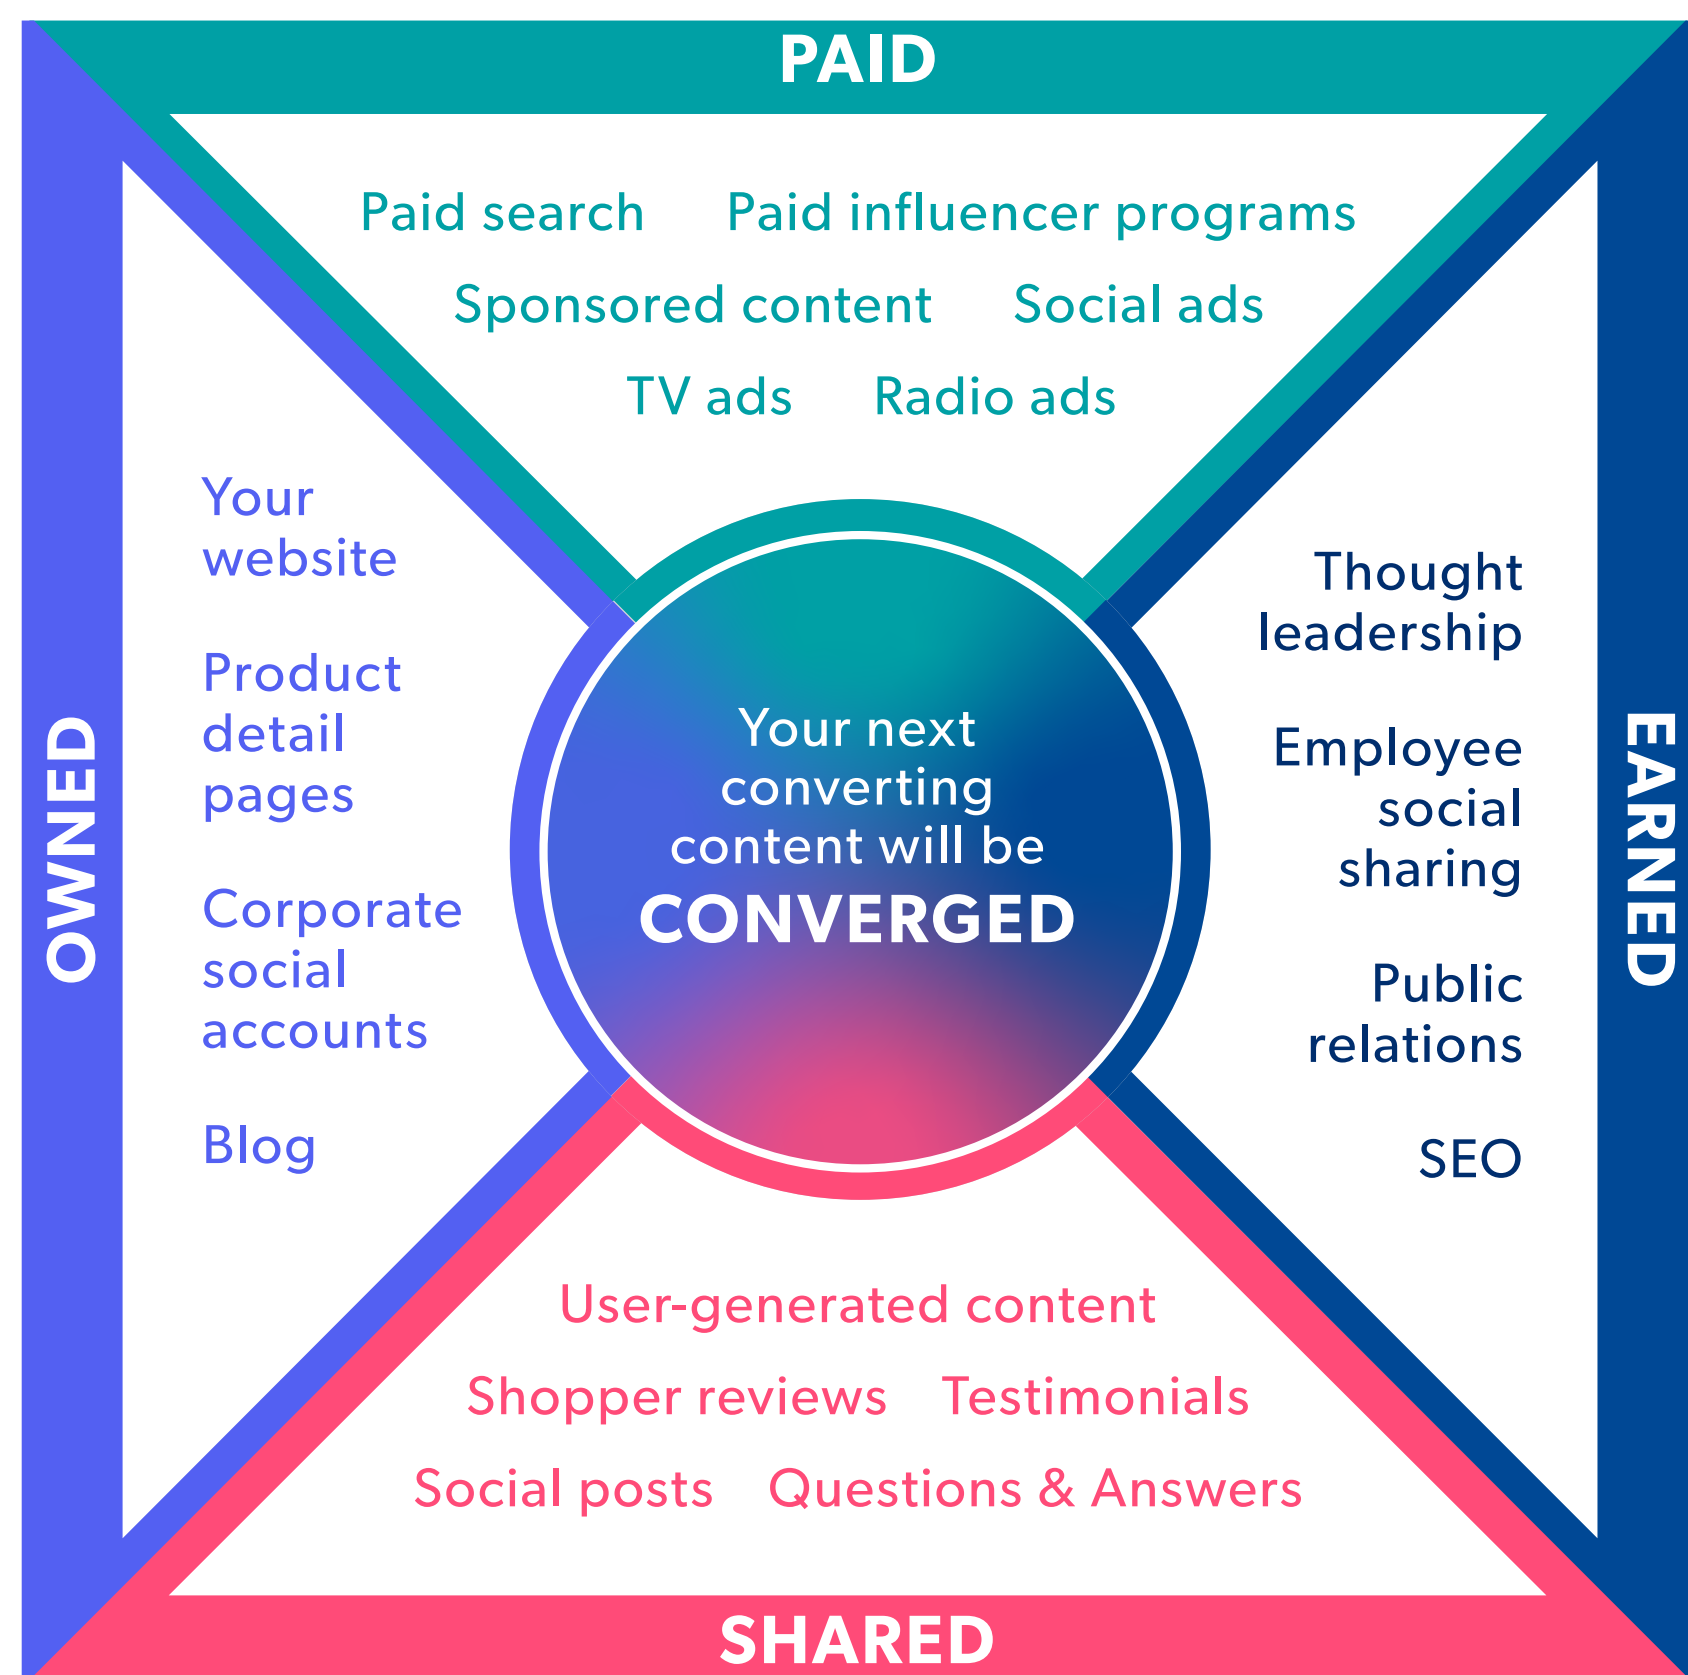 PAID
Paid search Paid influencer programs
Sponsored content Social ads
TV ads Radio ads
OWNED
Your
website
Product
detail
pages
Corporate
social
accounts
Blog
Your next
converting
content will be
CONVERGED
Thought
leadership
Employee
social
sharing
Public
relations
SEO
EARNED
User-generated content
Shopper reviews Testimonials
Social posts Questions & Answers
SHARED